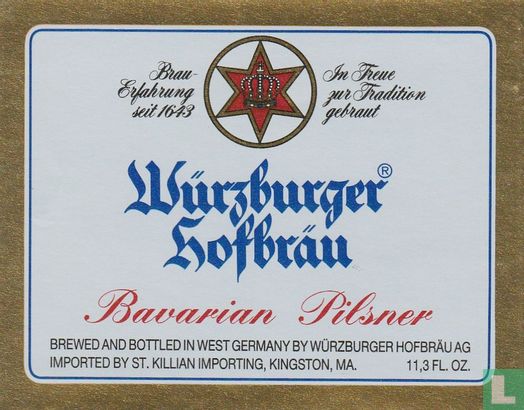 Brau-
Erfahrung
seit 1643
In Treue
zur Tradition
gebraut
Würzburger®
Hofbräu
Bavarian Pilsner
BREWED AND BOTTLED IN WEST GERMANY BY WÜRZBURGER HOFBRÄU AG
IMPORTED BY ST. KILLIAN IMPORTING, KINGSTON, MA. 11,3 FL. OZ.
© LastDodo